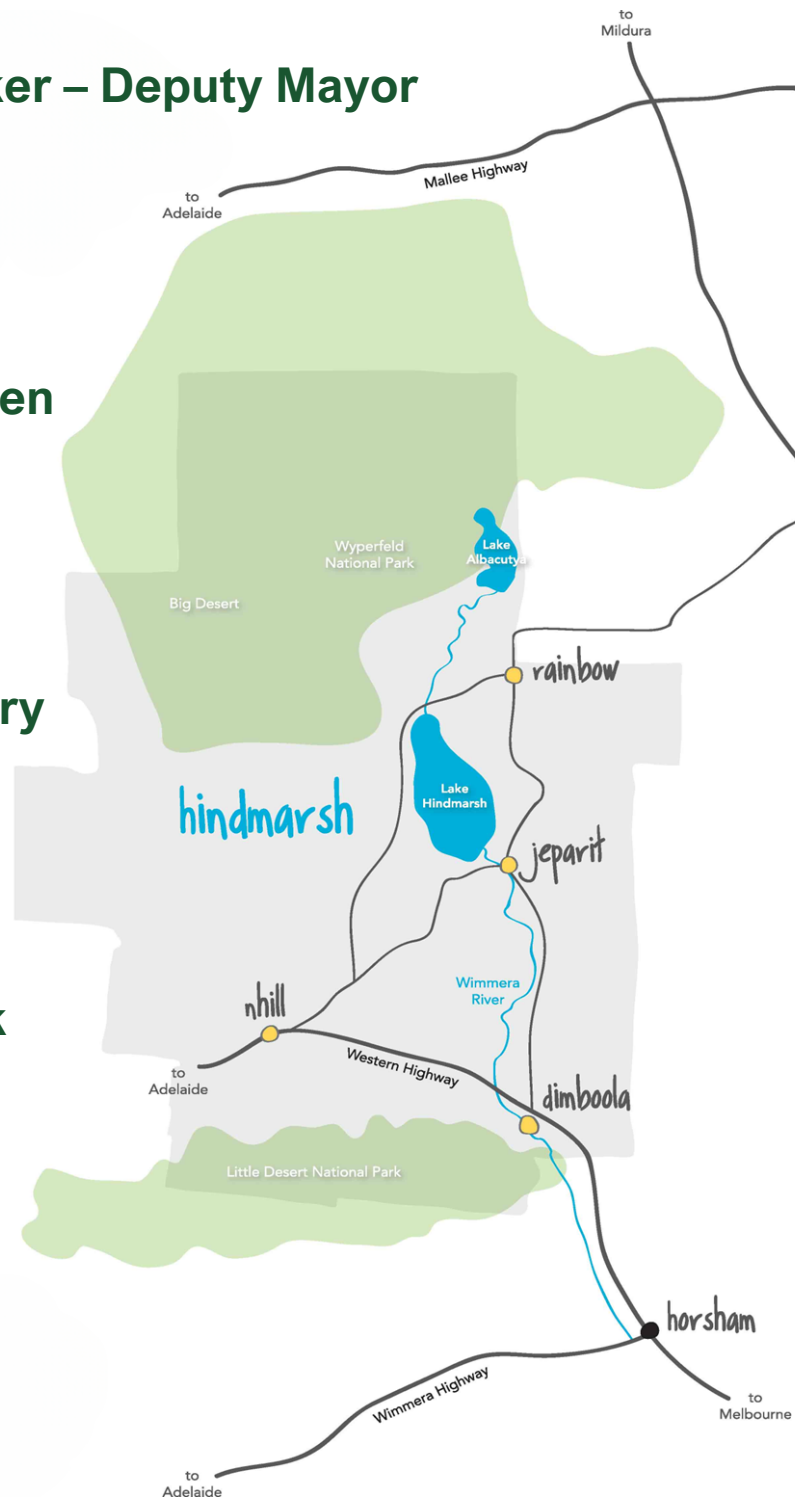 to
Mildura
ker – Deputy Mayor
Mallee Highway
to
Adelaide
en
Wyperfeld
National Park
Lake
Albacutya
Big Desert
rainbow
ry
hindmarsh
Lake
Hindmarsh
jeparit
Wimmera
River
nhill
k
to
Adelaide
Western Highway
dimboola
Little Desert National Park
horsham
Wimmera Highway
to
Melbourne
to
Adelaide